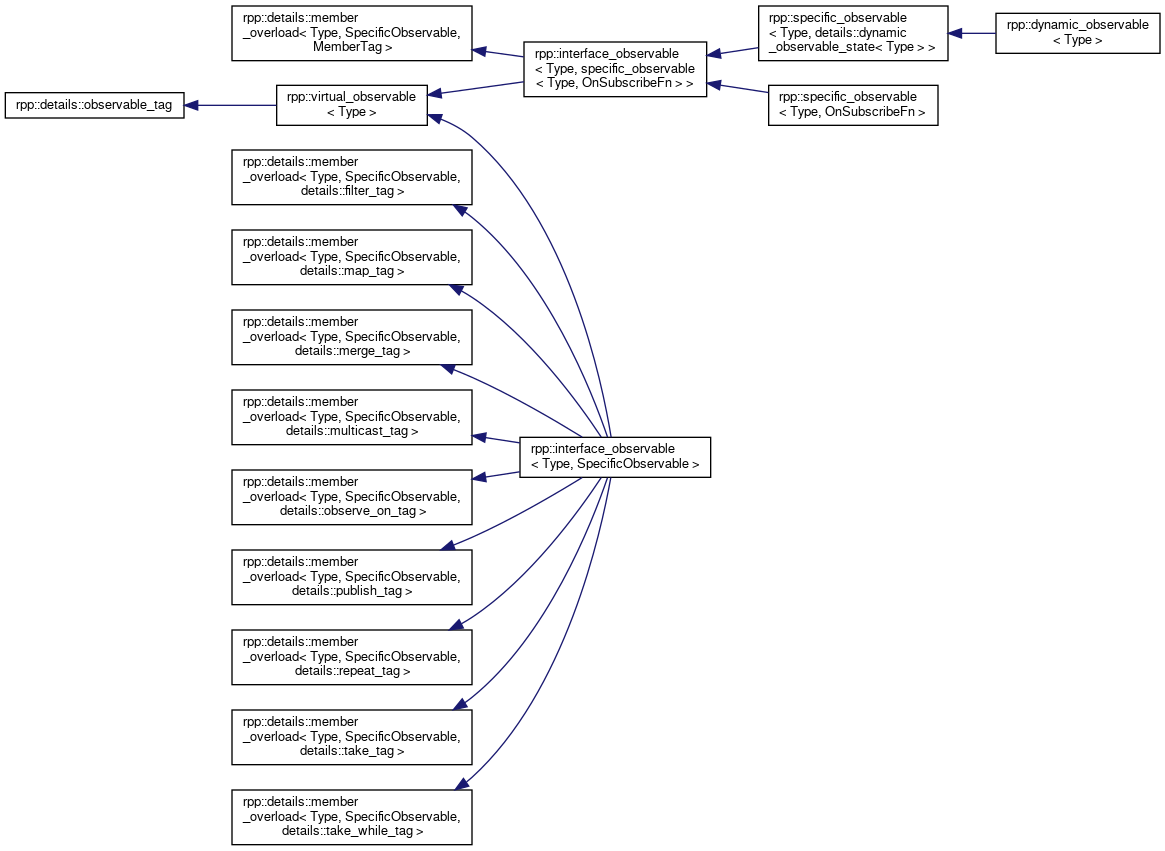 rpp::details::member
_overload< Type, SpecificObservable,
MemberTag >
rpp::specific_observable
< Type, details::dynamic
_observable_state< Type > >
rpp::dynamic_observable
< Type >
rpp::interface_observable
< Type, specific_observable
< Type, OnSubscribeFn > >
rpp::details::observable_tag
rpp::virtual_observable
< Type >
rpp::specific_observable
< Type, OnSubscribeFn >
rpp::details::member
_overload< Type, SpecificObservable,
details::filter_tag >
rpp::details::member
_overload< Type, SpecificObservable,
details::map_tag >
rpp::details::member
_overload< Type, SpecificObservable,
details::merge_tag >
rpp::details::member
_overload< Type, SpecificObservable,
details::multicast_tag >
rpp::interface_observable
< Type, SpecificObservable >
rpp::details::member
_overload< Type, SpecificObservable,
details::observe_on_tag >
rpp::details::member
_overload< Type, SpecificObservable,
details::publish_tag >
rpp::details::member
_overload< Type, SpecificObservable,
details::repeat_tag >
rpp::details::member
_overload< Type, SpecificObservable,
details::take_tag >
rpp::details::member
_overload< Type, SpecificObservable,
details::take_while_tag >